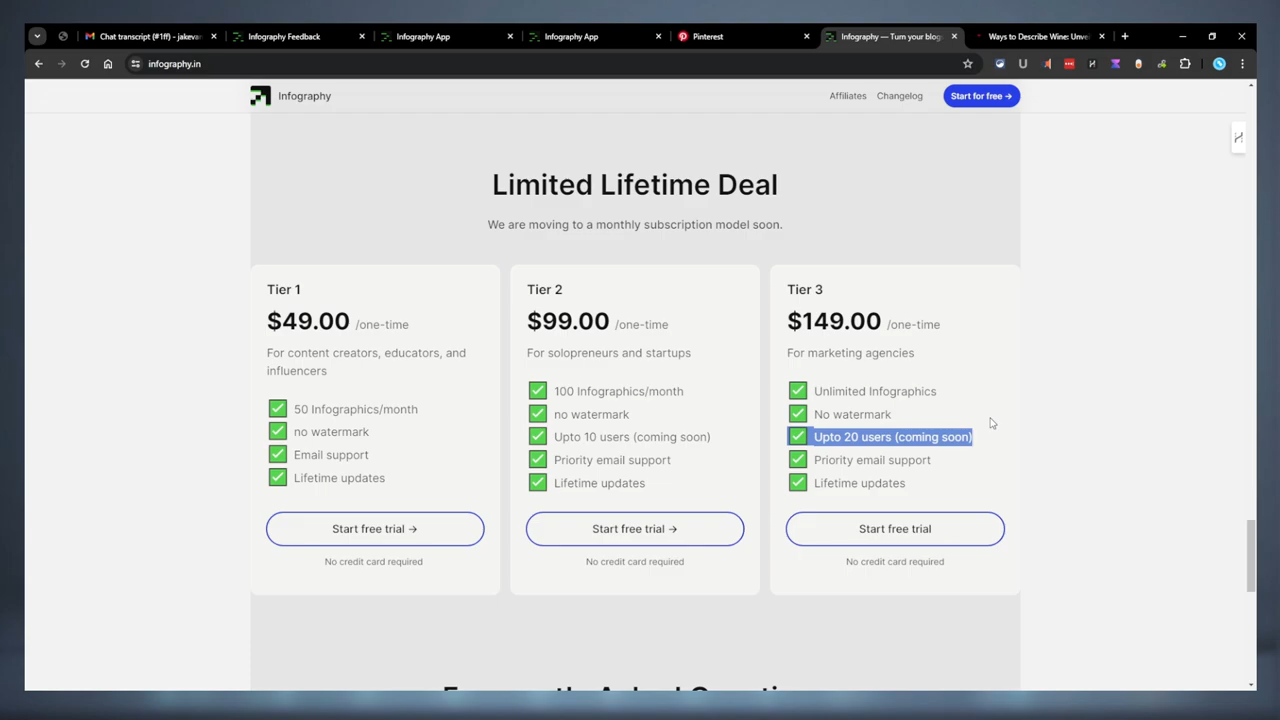 Chat transcript (#1ff) - jakevan
Infography Feedback
Infography App
Infography App
Pinterest
Infography — Turn your blogs
Ways to Describe Wine: Unvei
infography.in
Infography
Affiliates
Changelog
Start for free →
Limited Lifetime Deal
We are moving to a monthly subscription model soon.
Tier 1
$49.00 /one-time
For content creators, educators, and
influencers
50 Infographics/month
no watermark
Email support
Lifetime updates
Start free trial →
No credit card required
Tier 2
$99.00 /one-time
For solopreneurs and startups
100 Infographics/month
no watermark
Upto 10 users (coming soon)
Priority email support
Lifetime updates
Start free trial →
No credit card required
Tier 3
$149.00 /one-time
For marketing agencies
Unlimited Infographics
No watermark
Upto 20 users (coming soon)
Priority email support
Lifetime updates
Start free trial
No credit card required